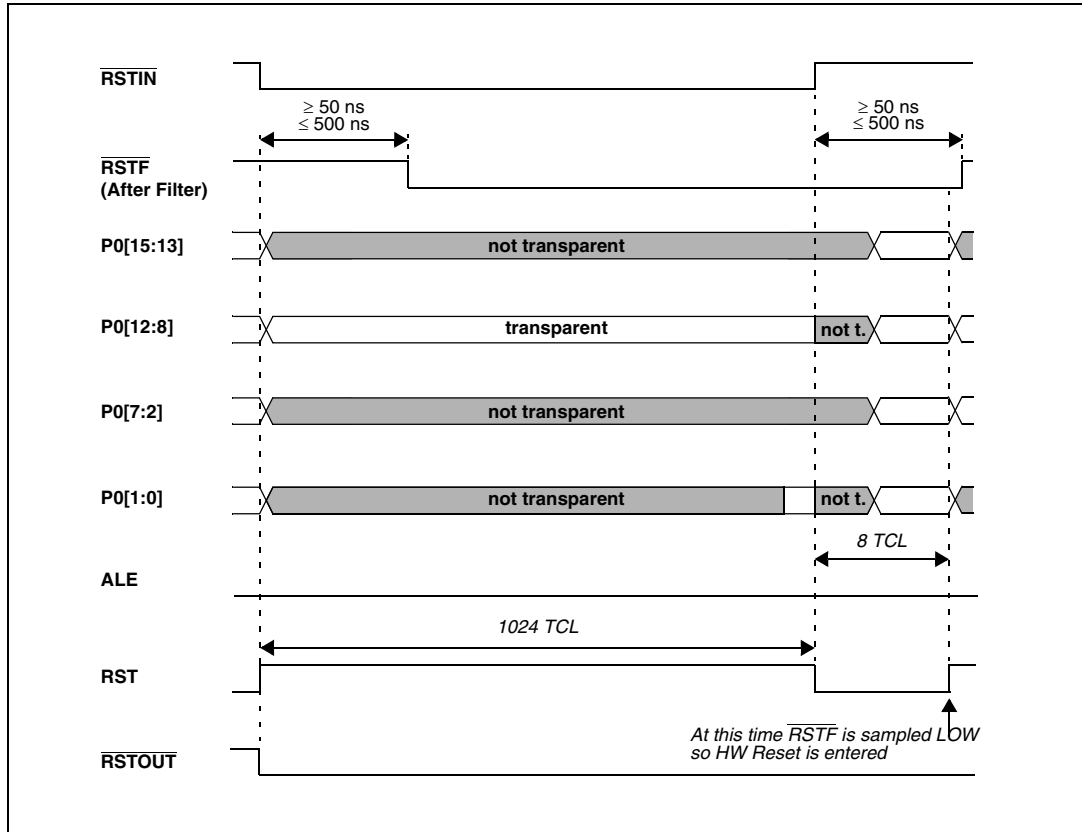 RSTIN
≥ 50 ns
≤ 500 ns
≥ 50 ns
≤ 500 ns
RSTF
(After Filter)
P0[15:13]
not transparent
P0[12:8]
transparent
not t.
P0[7:2]
not transparent
P0[1:0]
not transparent
not t.
8 TCL
ALE
1024 TCL
RST
At this time RSTF is sampled LOW
so HW Reset is entered
RSTOUT